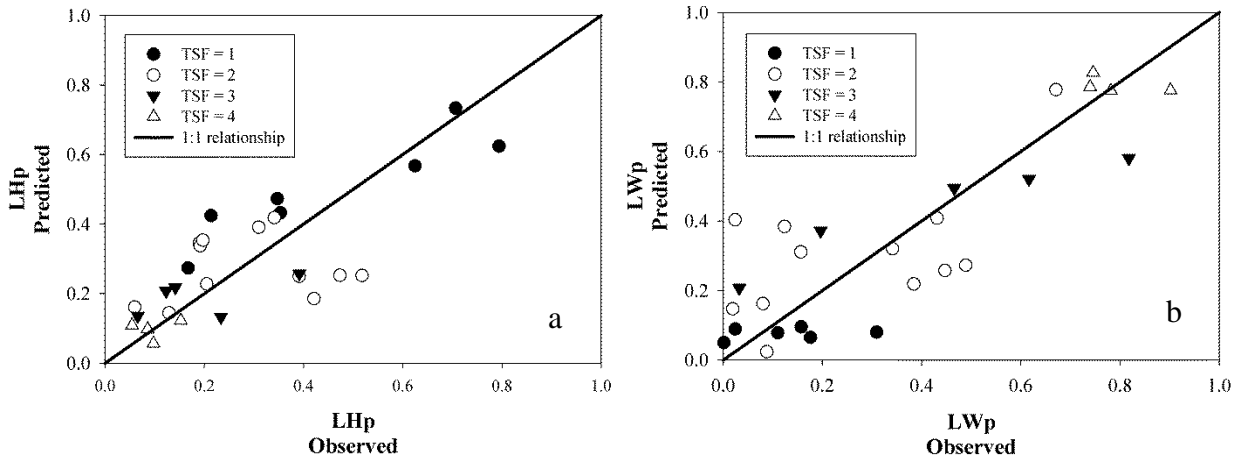 1.0
0.8
0.6
0.4
0.2
0.0
LHp
Predicted
TSF = 1
TSF = 2
TSF = 3
TSF = 4
1:1 relationship
a
0.0 0.2 0.4 0.6 0.8 1.0
LHp
Observed
1.0
0.8
0.6
0.4
0.2
0.0
LWp
Predicted
TSF = 1
TSF = 2
TSF = 3
TSF = 4
1:1 relationship
b
0.0 0.2 0.4 0.6 0.8 1.0
LWp
Observed